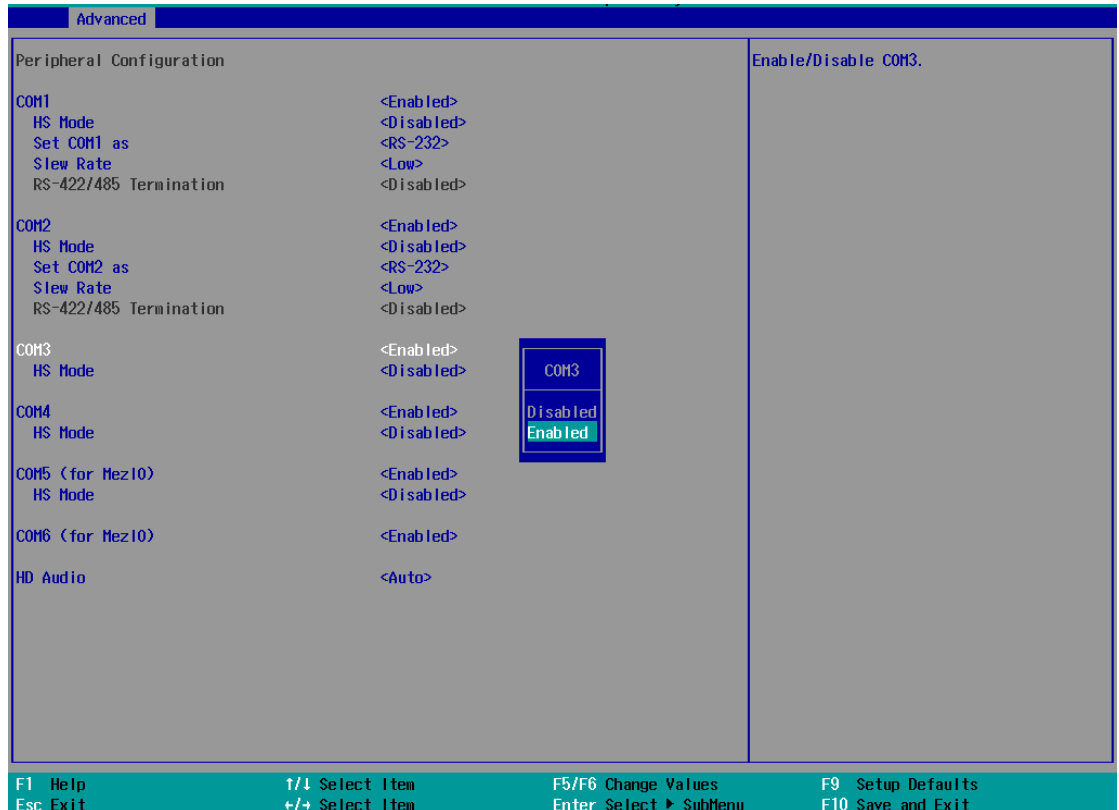 Advanced
Peripheral Configuration
Enable/Disable COM3.
COM1 <Enabled>
HS Mode <Disabled>
Set COM1 as <RS-232>
Slew Rate <Low>
RS-422/485 Termination <Disabled>
COM2 <Enabled>
HS Mode <Disabled>
Set COM2 as <RS-232>
Slew Rate <Low>
RS-422/485 Termination <Disabled>
COM3 <Enabled>
HS Mode <Disabled>
COM4 <Enabled>
HS Mode <Disabled>
COM5 (for MezIO) <Enabled>
HS Mode <Disabled>
COM6 (for MezIO) <Enabled>
HD Audio <Auto>
COM3
Disabled
Enabled
F1 Help ↑/↓ Select Item F5/F6 Change Values F9 Setup Defaults
Esc Exit ←/→ Select Item Enter Select ▶ SubMenu F10 Save and Exit